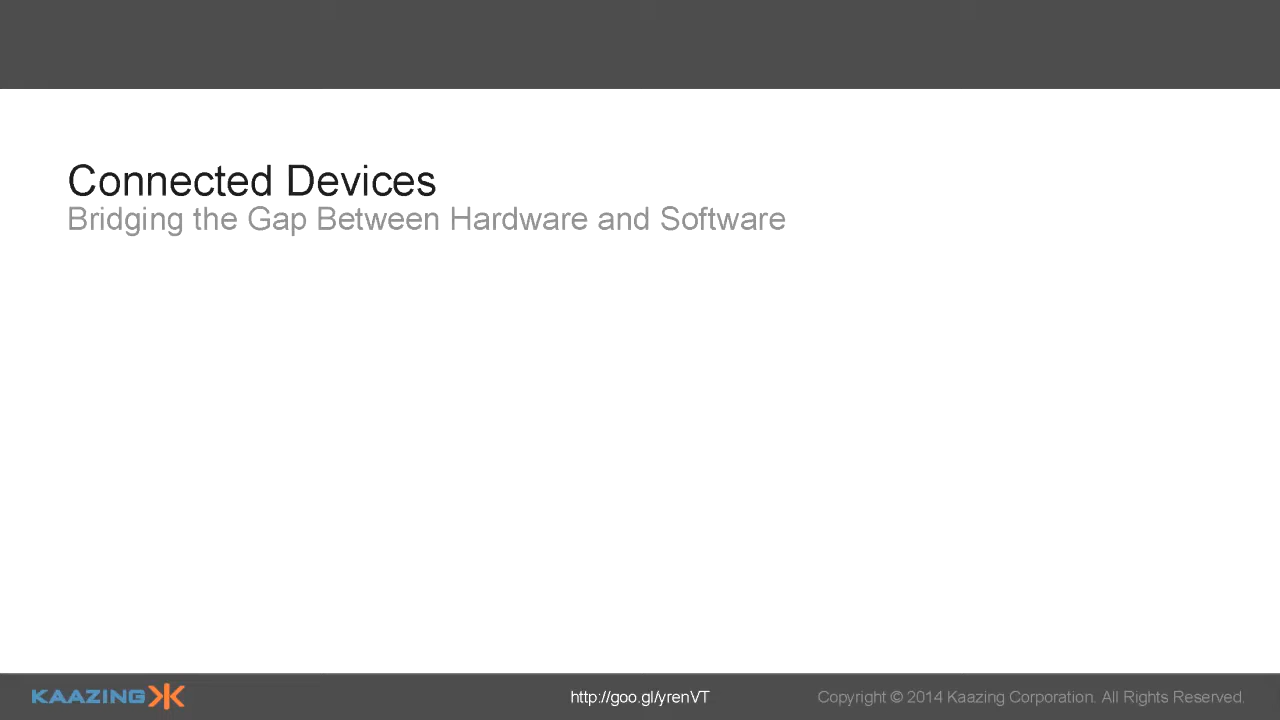 Connected Devices
Bridging the Gap Between Hardware and Software
KAAZING
http://goo.gl/yrenVT
Copyright © 2014 Kaazing Corporation. All Rights Reserved.